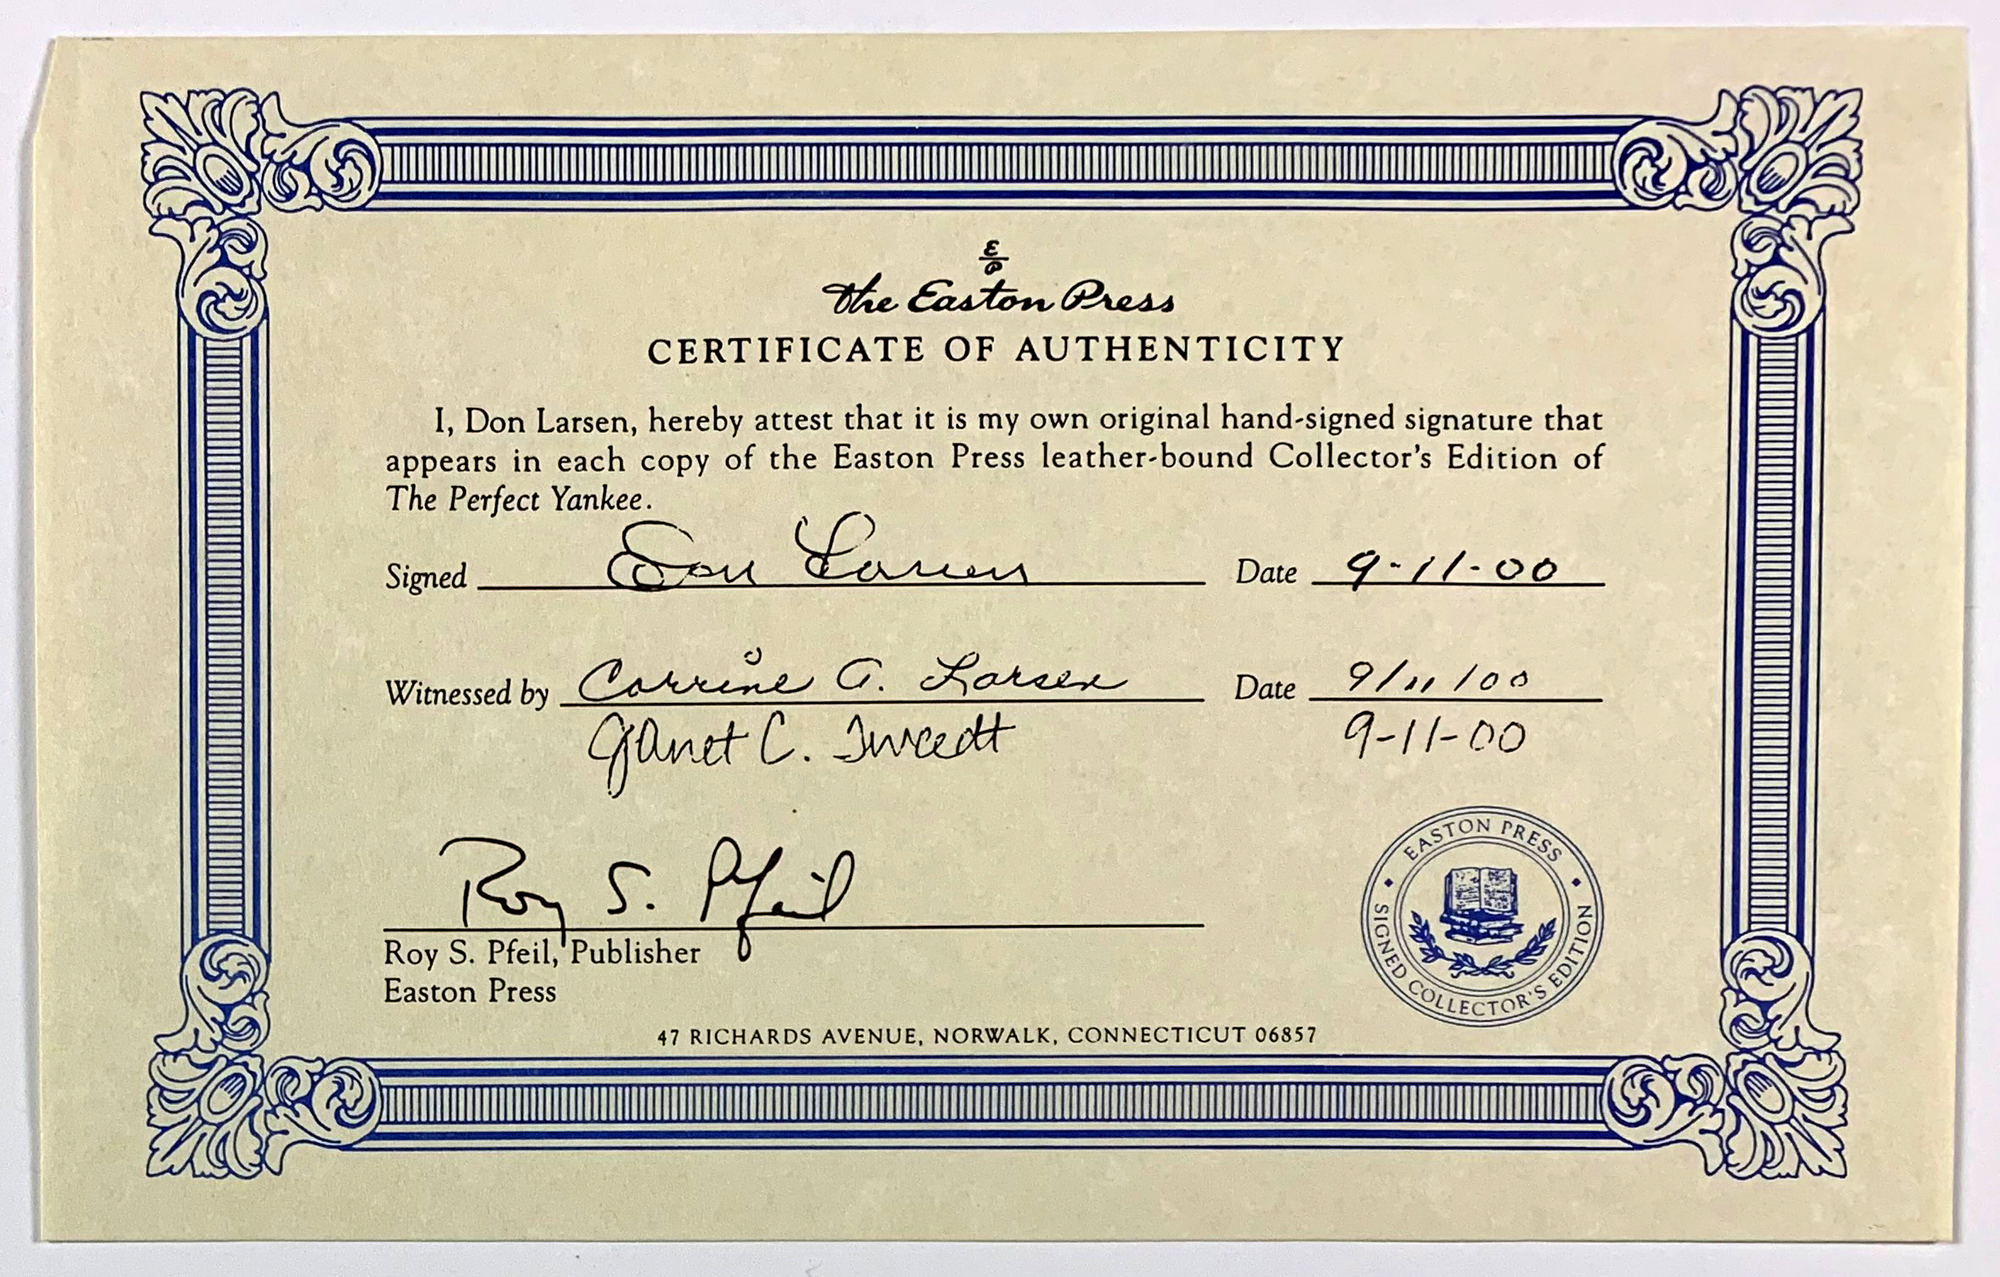 E/P
the Easton Press
CERTIFICATE OF AUTHENTICITY
I, Don Larsen, hereby attest that it is my own original hand-signed signature that
appears in each copy of the Easton Press leather-bound Collector's Edition of
The Perfect Yankee.
Signed Don Larsen Date 9-11-00
Witnessed by Corrine A. Larsen Date 9/11/00
Janet C. Tweedt 9-11-00
Roy S. Pfeil
Roy S. Pfeil, Publisher
Easton Press
EASTON PRESS
SIGNED COLLECTOR'S EDITION
47 RICHARDS AVENUE, NORWALK, CONNECTICUT 06857